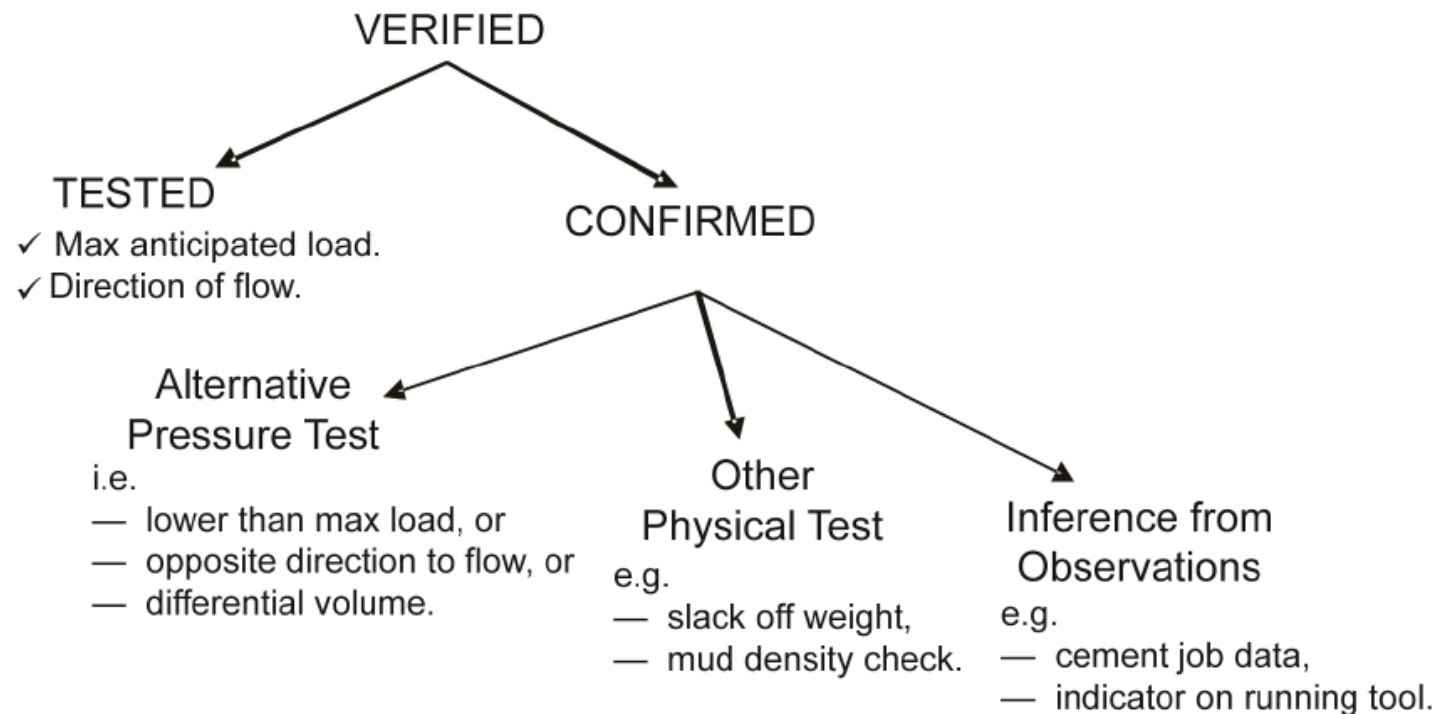 VERIFIED
TESTED
✓ Max anticipated load.
✓ Direction of flow.
CONFIRMED
Alternative
Pressure Test
i.e.
— lower than max load, or
— opposite direction to flow, or
— differential volume.
Other
Physical Test
e.g.
— slack off weight,
— mud density check.
Inference from
Observations
e.g.
— cement job data,
— indicator on running tool.